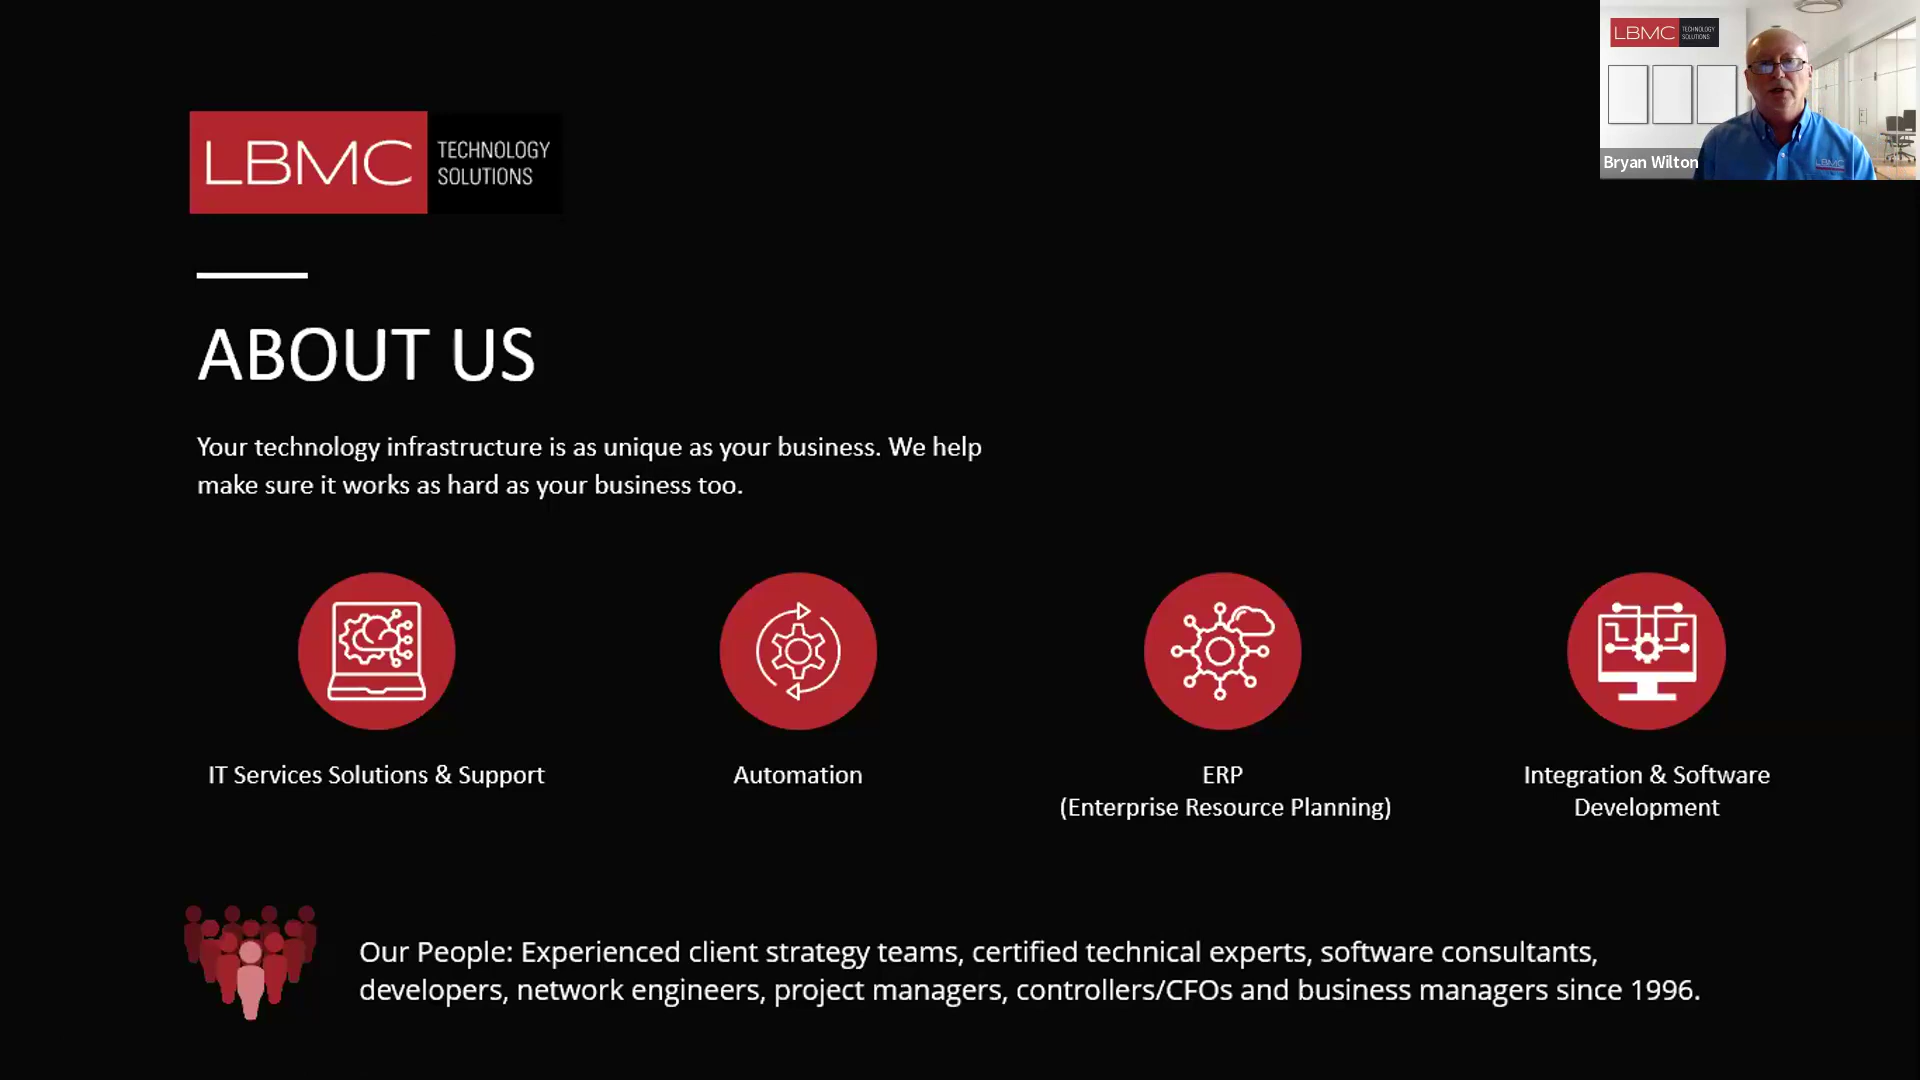 LBMC TECHNOLOGY
SOLUTIONS
ABOUT US
Your technology infrastructure is as unique as your business. We help
make sure it works as hard as your business too.
IT Services Solutions & Support
Automation
ERP
(Enterprise Resource Planning)
Integration & Software
Development
Our People: Experienced client strategy teams, certified technical experts, software consultants,
developers, network engineers, project managers, controllers/CFOs and business managers since 1996.
LBMC TECHNOLOGY
SOLUTIONS
Bryan Wilton
LBMC